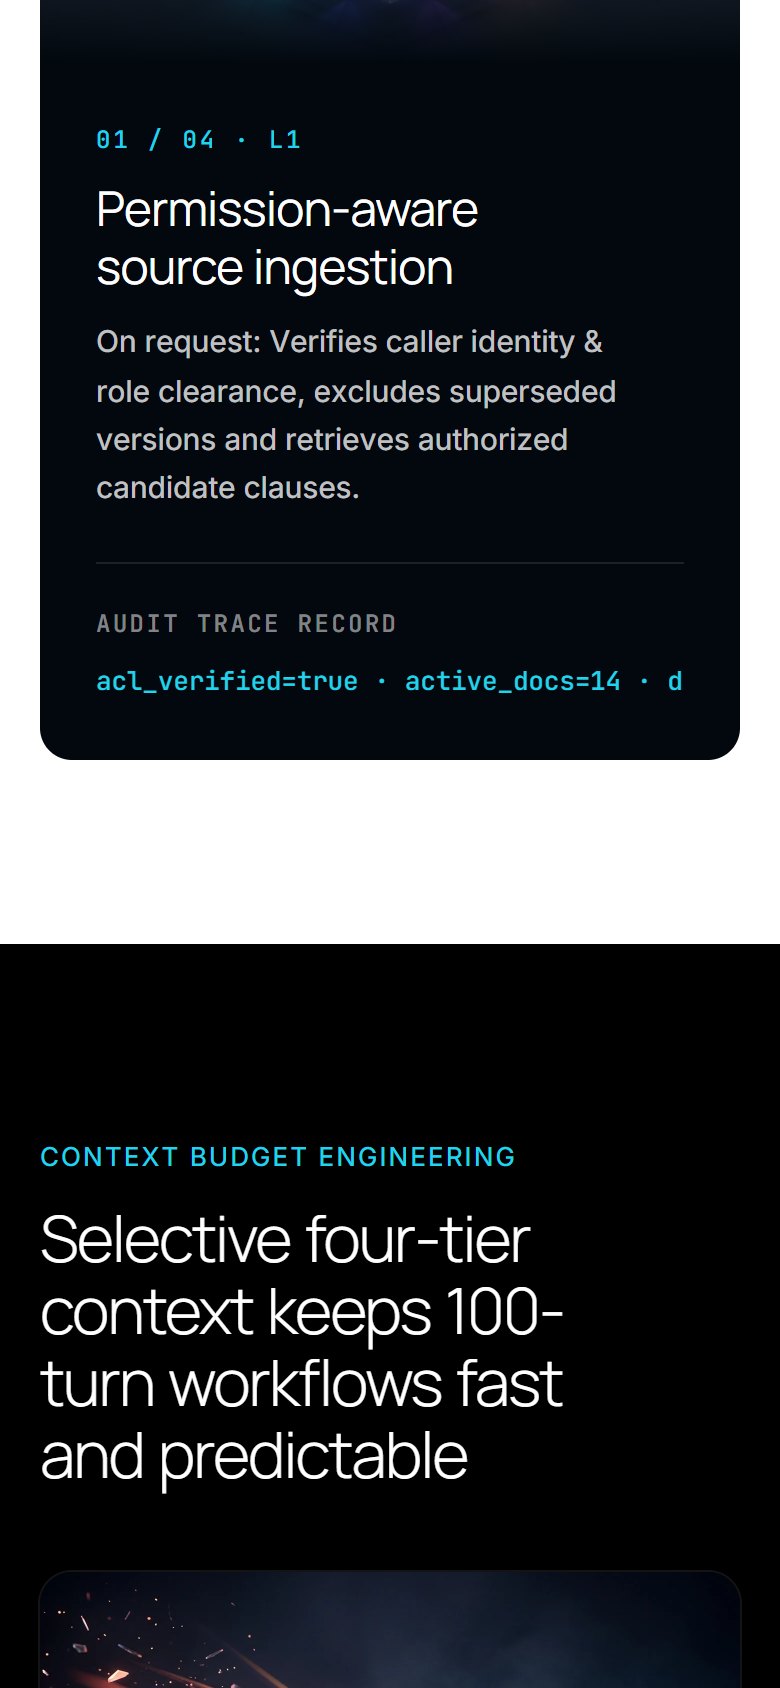 01 / 04 · L1
Permission-aware
source ingestion
On request: Verifies caller identity &
role clearance, excludes superseded
versions and retrieves authorized
candidate clauses.
AUDIT TRACE RECORD
acl_verified=true · active_docs=14 · d
CONTEXT BUDGET ENGINEERING
Selective four-tier
context keeps 100-
turn workflows fast
and predictable